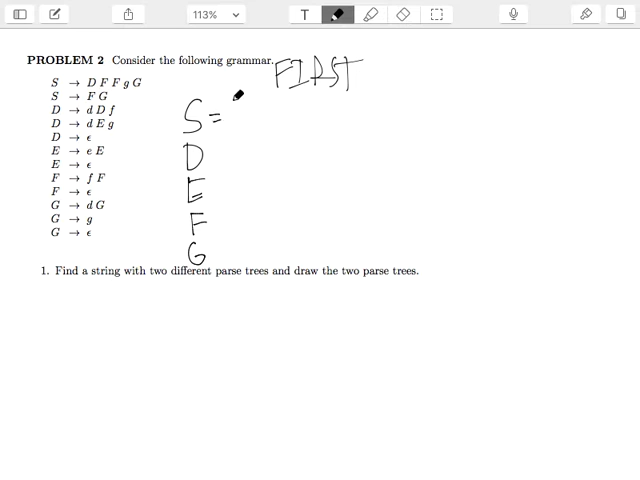 113%
T
PROBLEM 2 Consider the following grammar.
FIRST
S → D F F g G
S → F G
D → d D f
D → d E g
D → ϵ
E → e E
E → ϵ
F → f F
F → ϵ
G → d G
G → g
G → ϵ
S =
D
E
F
G
1. Find a string with two different parse trees and draw the two parse trees.